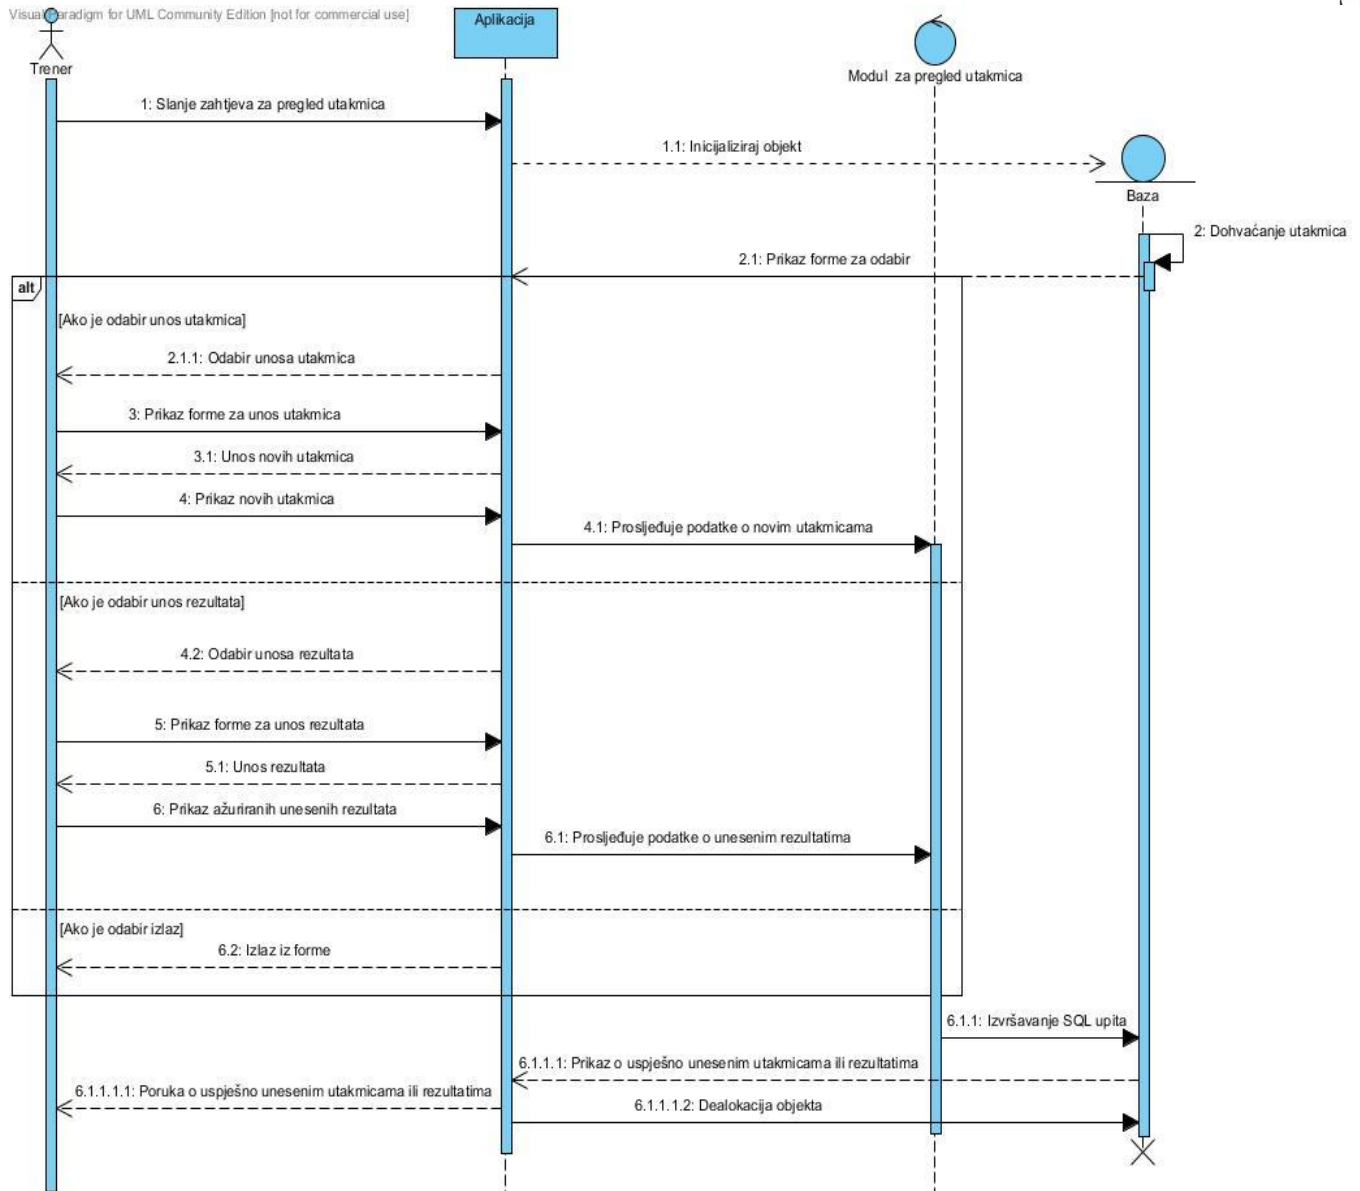 Visual Paradigm for UML Community Edition [not for commercial use]
Aplikacija
Trener
Modul za pregled utakmica
1: Slanje zahtjeva za pregled utakmica
1.1: Inicijaliziraj objekt
Baza
2: Dohvaćanje utakmica
2.1: Prikaz forme za odabir
alt
[Ako je odabir unos utakmica]
2.1.1: Odabir unosa utakmica
3: Prikaz forme za unos utakmica
3.1: Unos novih utakmica
4: Prikaz novih utakmica
4.1: Prosljeđuje podatke o novim utakmicama
[Ako je odabir unos rezultata]
4.2: Odabir unosa rezultata
5: Prikaz forme za unos rezultata
5.1: Unos rezultata
6: Prikaz ažuriranih unesenih rezultata
6.1: Prosljeđuje podatke o unesenim rezultatima
[Ako je odabir izlaz]
6.2: Izlaz iz forme
6.1.1: Izvršavanje SQL upita
6.1.1.1: Prikaz o uspješno unesenim utakmicama ili rezultatima
6.1.1.1.1: Poruka o uspješno unesenim utakmicama ili rezultatima
6.1.1.1.2: Dealokacija objekta